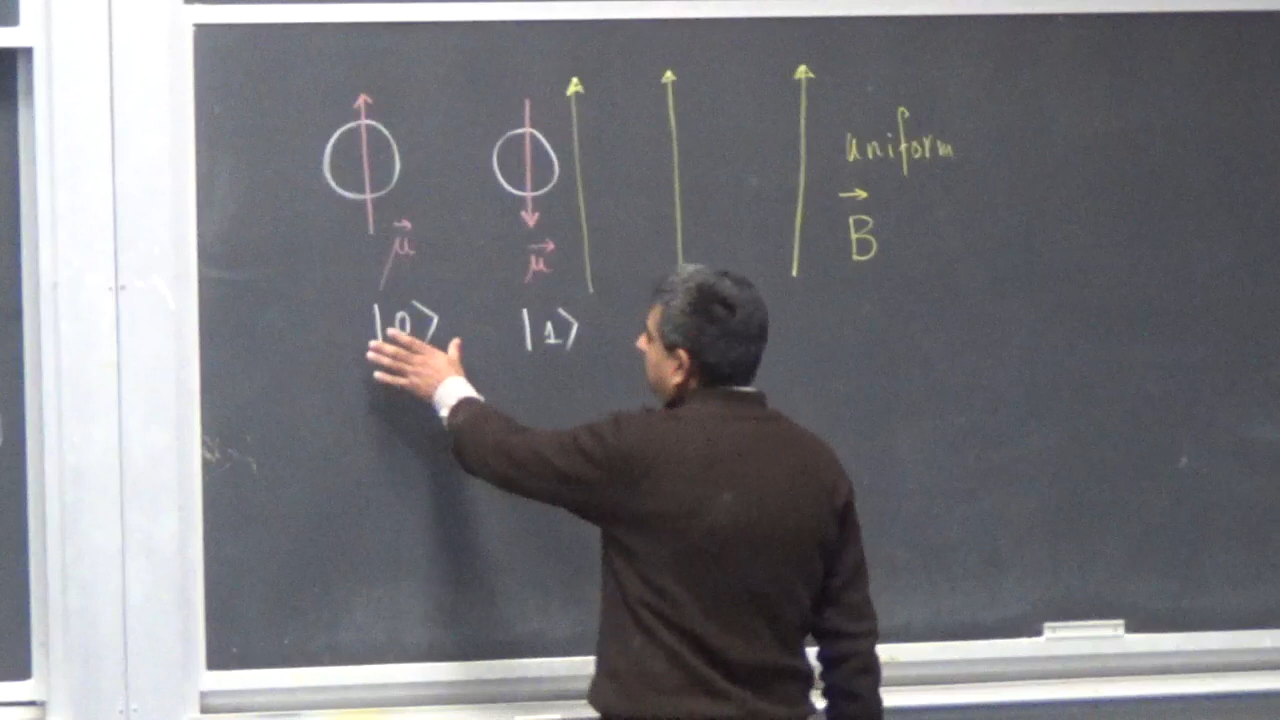 uniform
→
B
→
μ
→
μ
|0⟩ |1⟩